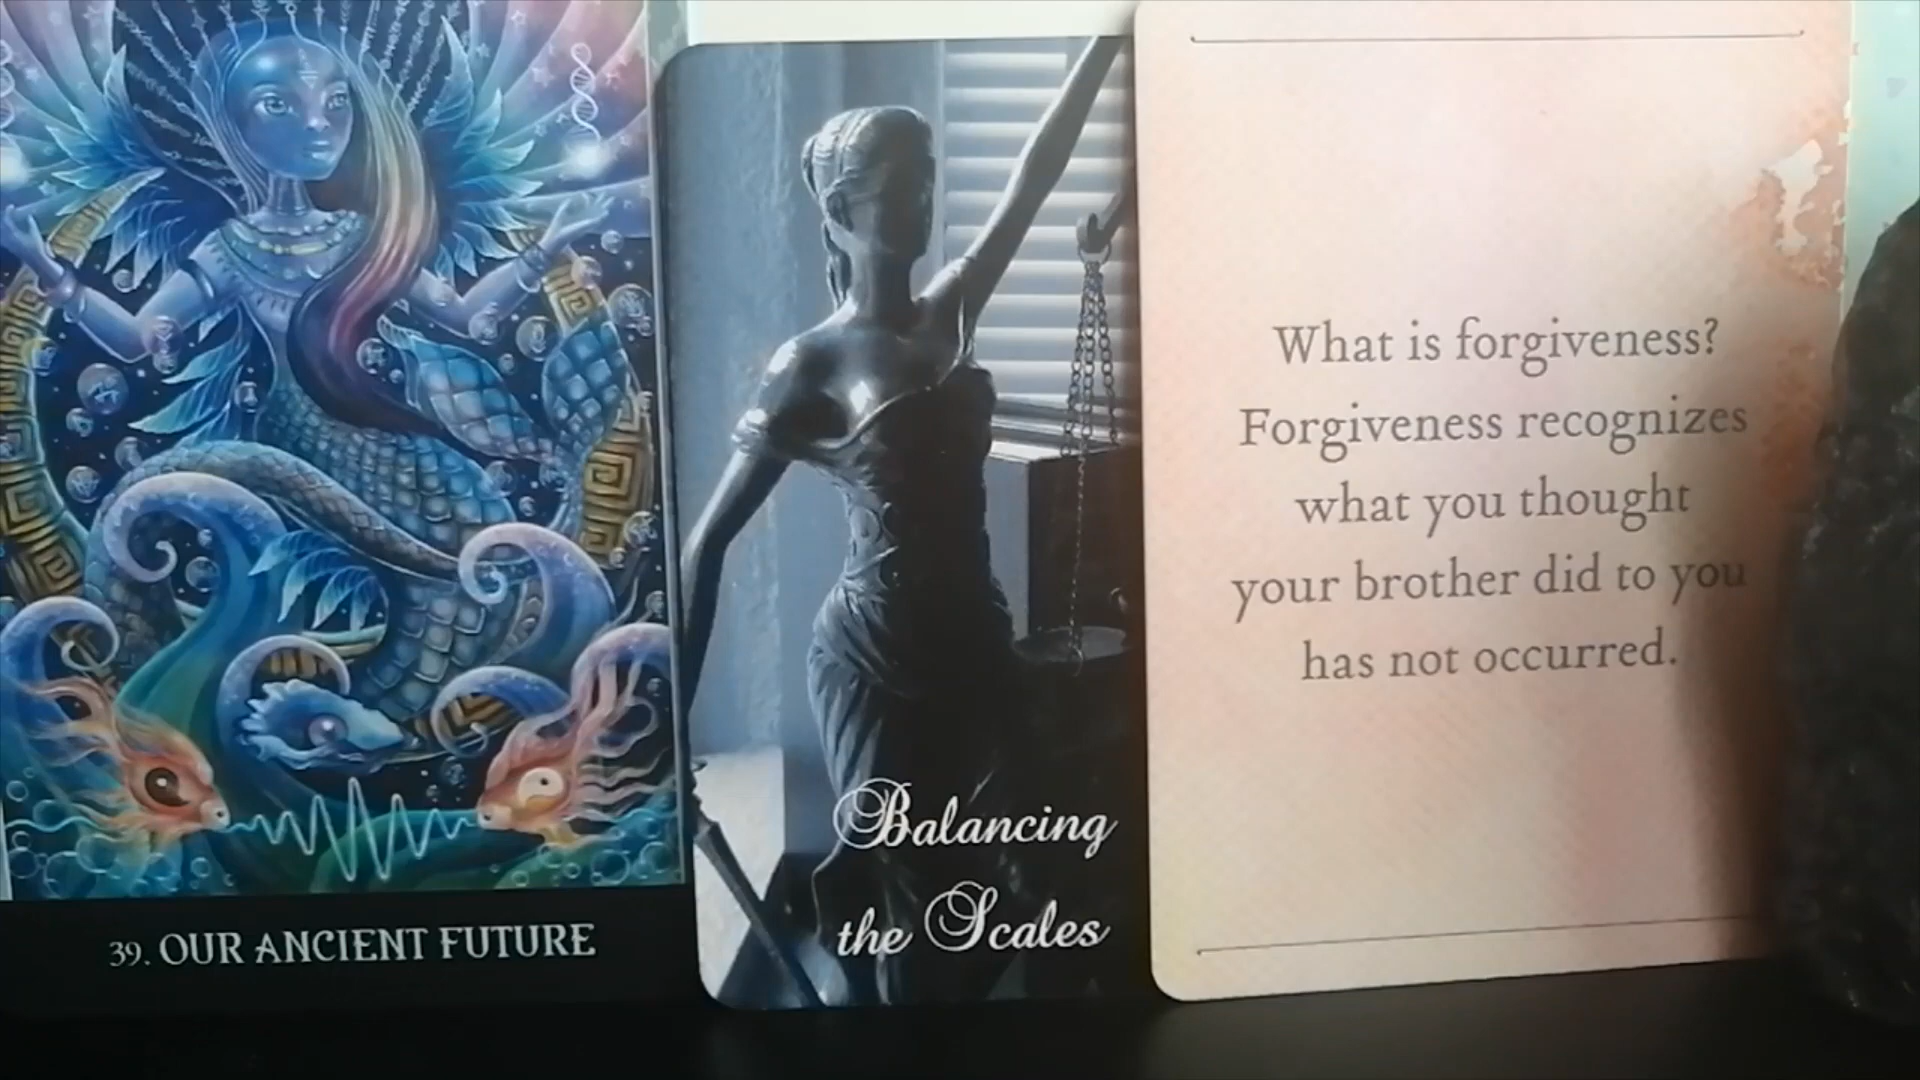 39. OUR ANCIENT FUTURE
Balancing
the Scales
What is forgiveness?
Forgiveness recognizes
what you thought
your brother did to you
has not occurred.